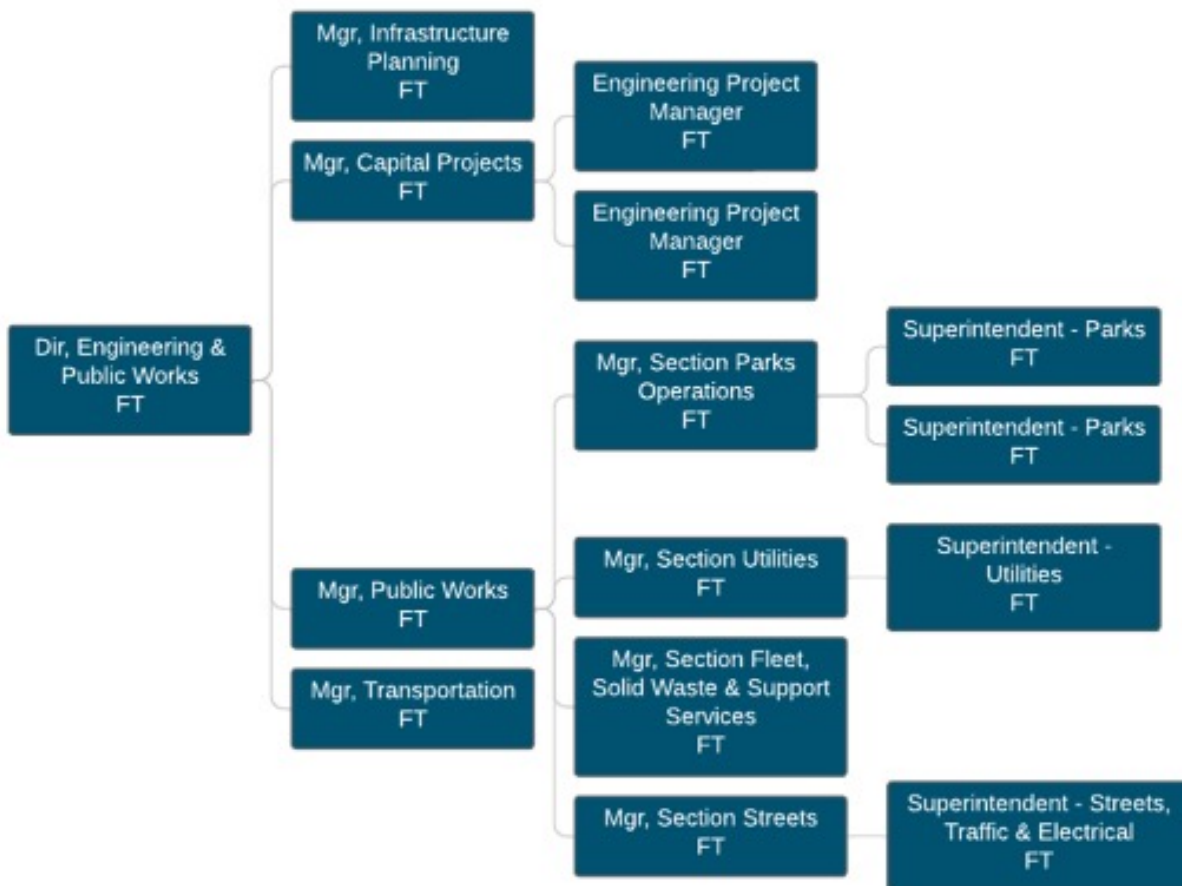 Dir, Engineering &
Public Works
FT
Mgr, Infrastructure
Planning
FT
Mgr, Capital Projects
FT
Engineering Project
Manager
FT
Engineering Project
Manager
FT
Mgr, Public Works
FT
Mgr, Section Parks
Operations
FT
Superintendent - Parks
FT
Superintendent - Parks
FT
Mgr, Section Utilities
FT
Superintendent -
Utilities
FT
Mgr, Section Fleet,
Solid Waste & Support
Services
FT
Mgr, Section Streets
FT
Superintendent - Streets,
Traffic & Electrical
FT
Mgr, Transportation
FT